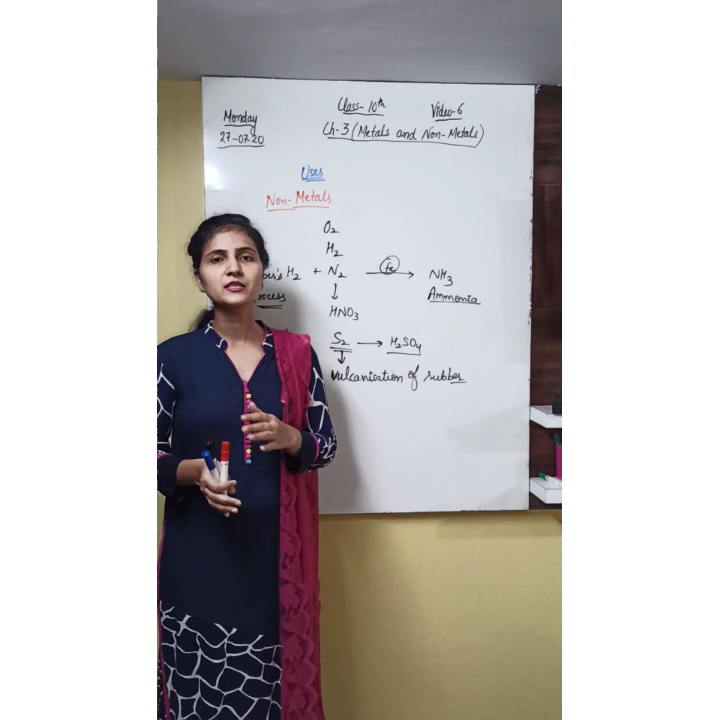 Class-10th Video-6
Monday
27-07-20 Ch-3 (Metals and Non-Metals)
Uses
Non-Metals
O2
H2
H2 + N2 Fe → NH3
Ammonia
↓
HNO3
S2 → H2SO4
↓
Vulcanisation of rubber